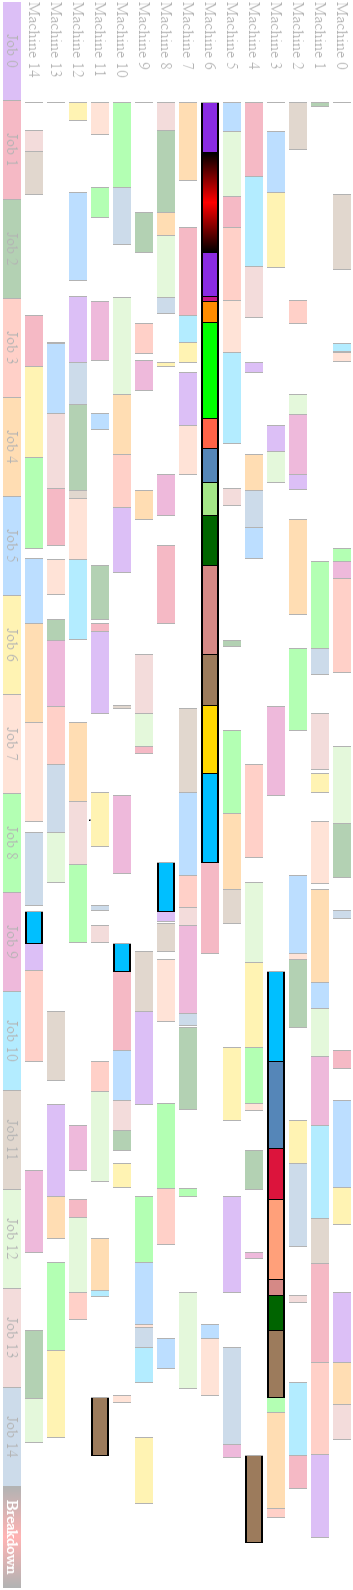 Job 0
Job 1
Job 2
Job 3
Job 4
Job 5
Job 6
Job 7
Job 8
Job 9
Job 10
Job 11
Job 12
Job 13
Job 14
Breakdown
Machine 14
Machine 13
Machine 12
Machine 11
Machine 10
Machine 9
Machine 8
Machine 7
Machine 6
Machine 5
Machine 4
Machine 3
Machine 2
Machine 1
Machine 0